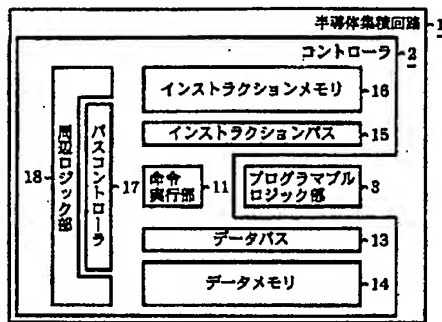 半導体集積回路 1
コントローラ 2
インストラクションメモリ 16
インストラクションバス 15
周辺ロジック部 18
バスコントローラ 17
命令
実行部 11
プログラマブル
ロジック部 3
データバス 13
データメモリ 14